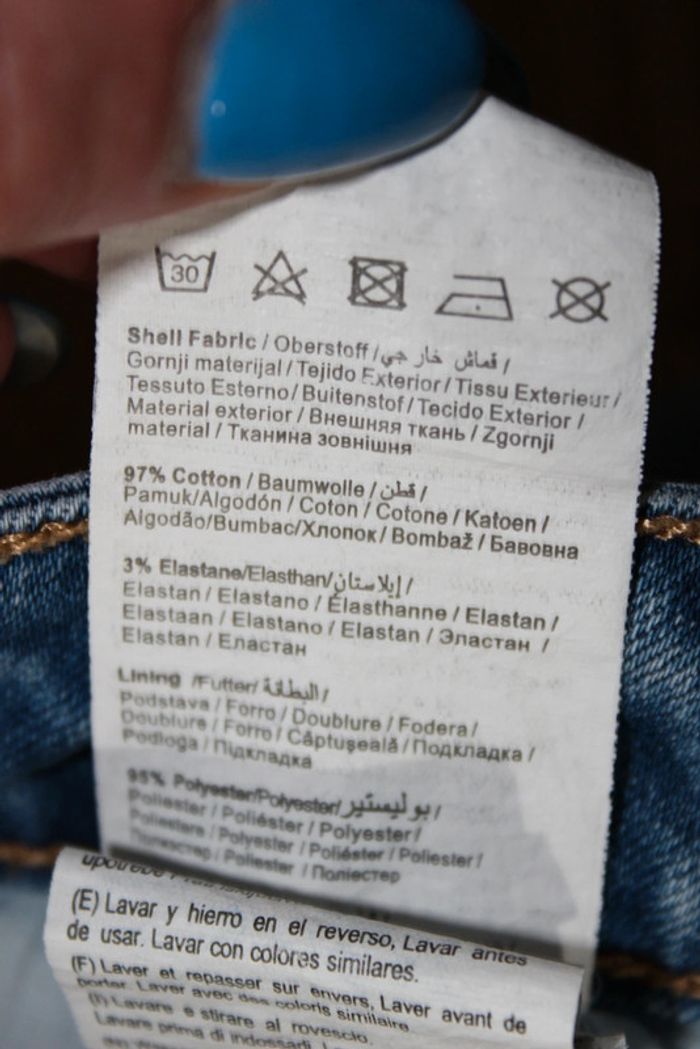 30
Shell Fabric / Oberstoff / قماش خارجي /
Gornji materijal / Tejido Exterior / Tissu Exterieur /
Tessuto Esterno / Buitenstof / Tecido Exterior /
Material exterior / Внешняя ткань / Zgornji
material / Тканина зовнішня
97% Cotton / Baumwolle / قطن /
Pamuk/Algodón / Coton / Cotone / Katoen /
Algodão/Bumbac/Хлопок / Bombaž / Бавовна
3% Elastane/Elasthan/إيلاستان /
Elastan / Elastano / Élasthanne / Elastan /
Elastaan / Elastano / Elastan / Эластан /
Elastan / Еластан
Lining /Futter/ البطانة /
Podstava / Forro / Doublure / Fodera /
Doublure / Forro / Căptușeală / Подкладка /
Podloga / Підкладка
95% Polyester/Polyester/ بوليستير /
Poliester / Poliéster / Polyester /
Poliestere / Polyester / Poliéster / Poliester /
Полиэстер / Poliester / Поліестер
upotrebe
(E) Lavar y hierro en el reverso, Lavar antes
de usar. Lavar con colores similares.
(F) Laver et repasser sur envers, Laver avant de
porter. Laver avec des coloris similaire
(I) Lavare e stirare al rovescio.
Lavare prima di indossarli.